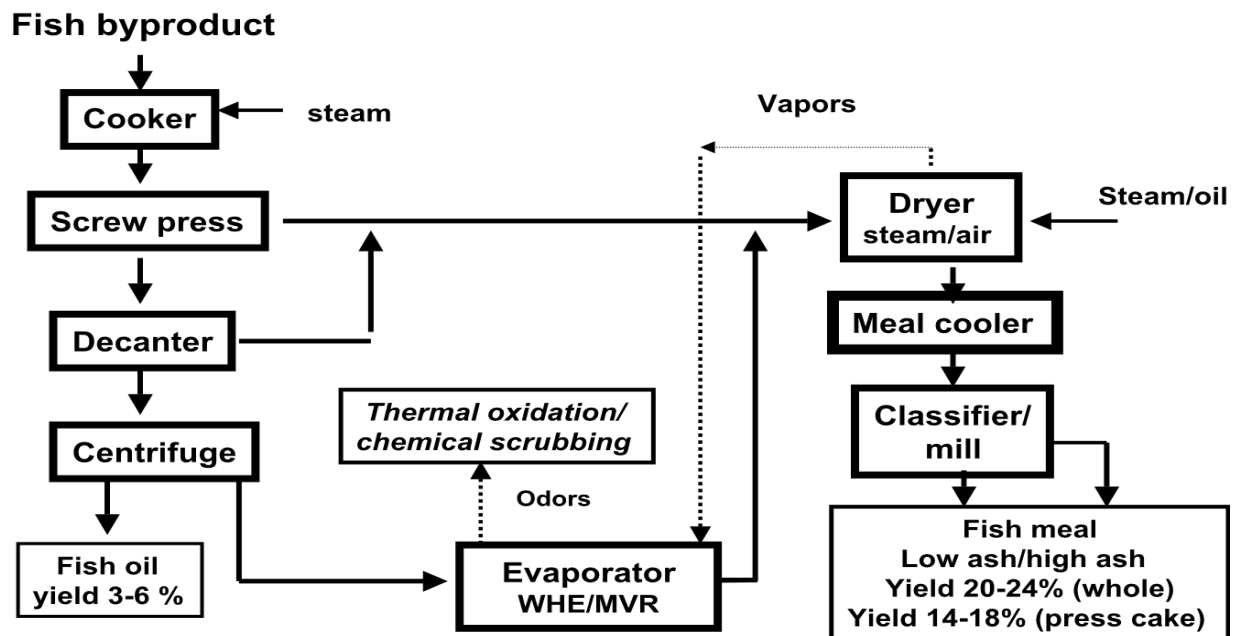 Fish byproduct
Cooker
steam
Screw press
Decanter
Centrifuge
Fish oil
yield 3-6 %
Thermal oxidation/
chemical scrubbing
Odors
Evaporator
WHE/MVR
Vapors
Dryer
steam/air
Steam/oil
Meal cooler
Classifier/
mill
Fish meal
Low ash/high ash
Yield 20-24% (whole)
Yield 14-18% (press cake)